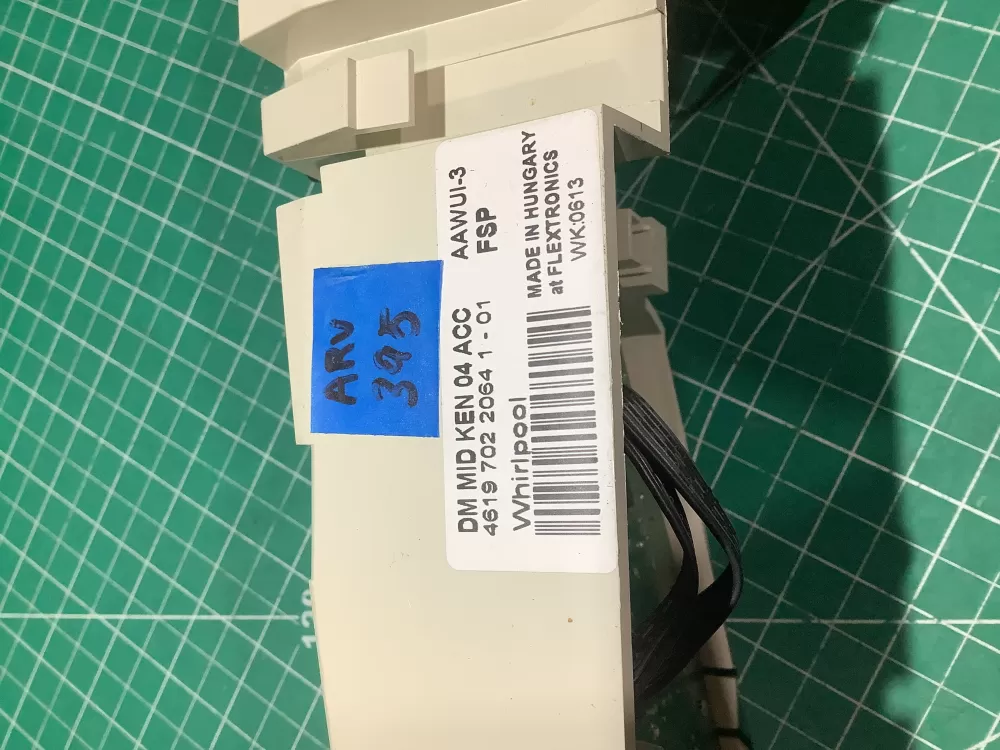 DM MID KEN 04 ACC
AAWUI-3
4619 702 2064 1 - 01
FSP
Whirlpool
MADE IN HUNGARY
at FLEXTRONICS
WK:0613
ARV
395